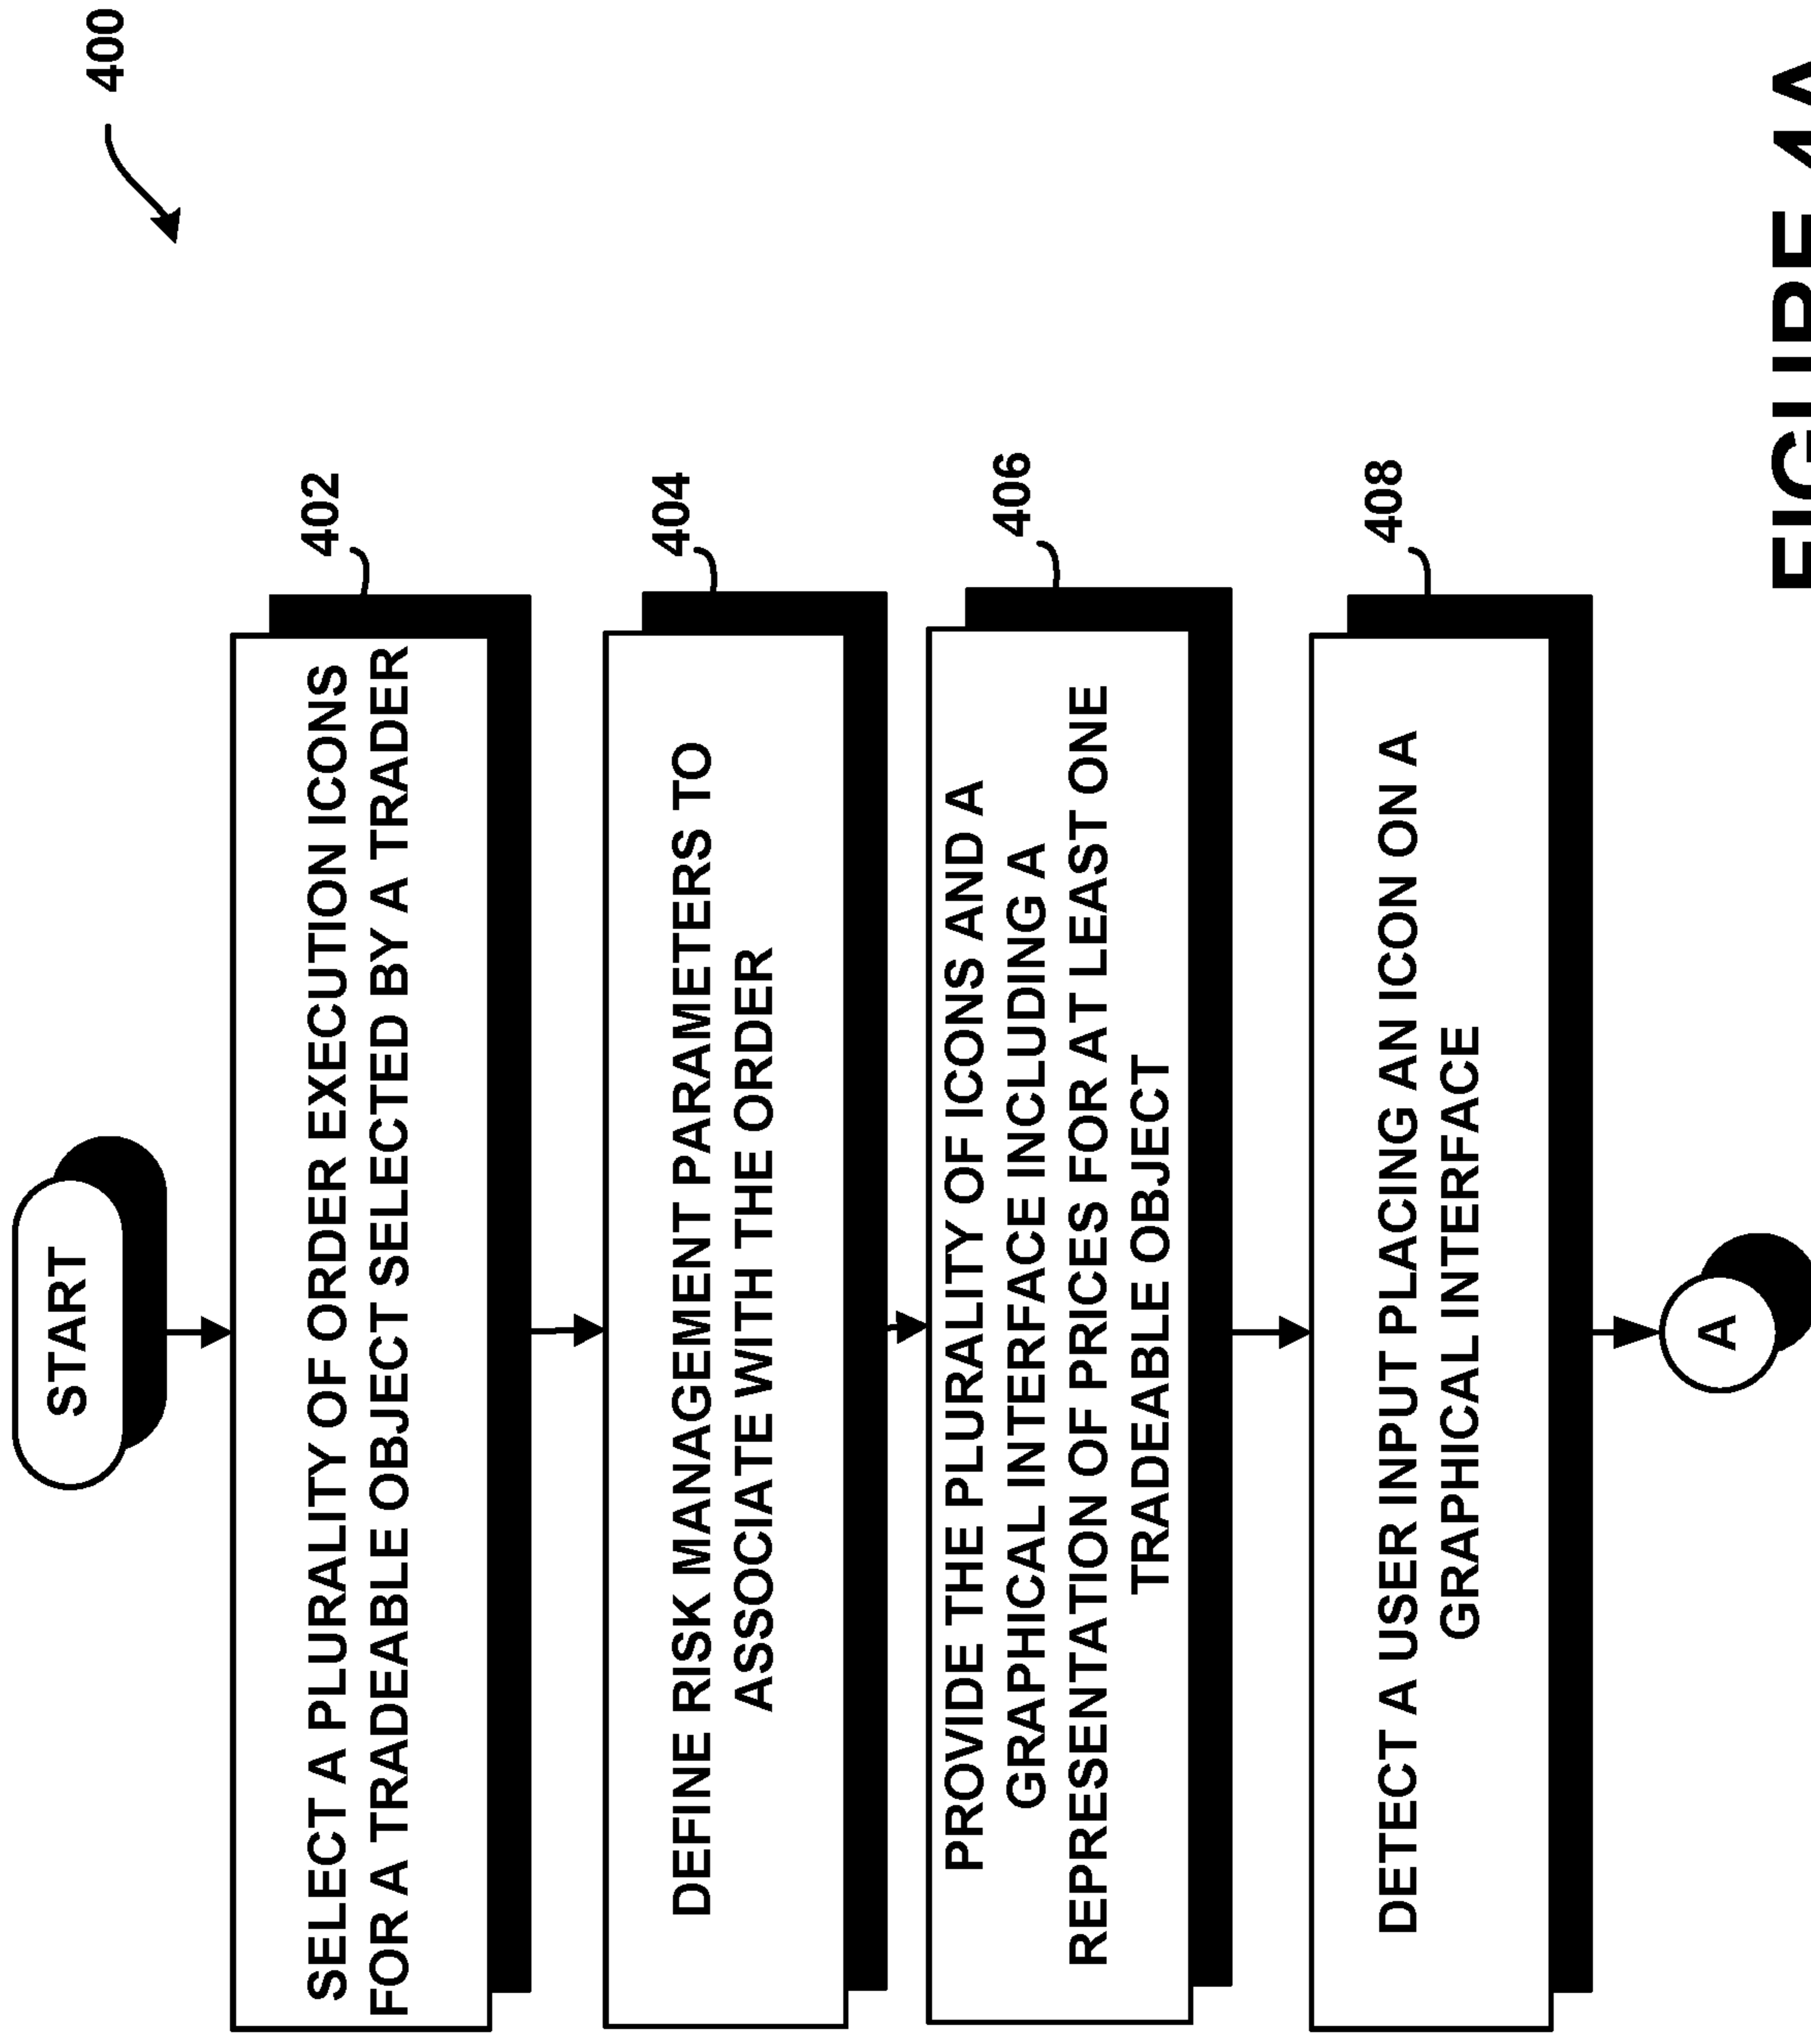 400
START
SELECT A PLURALITY OF ORDER EXECUTION ICONS
FOR A TRADEABLE OBJECT SELECTED BY A TRADER
402
DEFINE RISK MANAGEMENT PARAMETERS TO
ASSOCIATE WITH THE ORDER
404
PROVIDE THE PLURALITY OF ICONS AND A
GRAPHICAL INTERFACE INCLUDING A
REPRESENTATION OF PRICES FOR AT LEAST ONE
TRADEABLE OBJECT
406
DETECT A USER INPUT PLACING AN ICON ON A
GRAPHICAL INTERFACE
408
A
FIGURE 4A